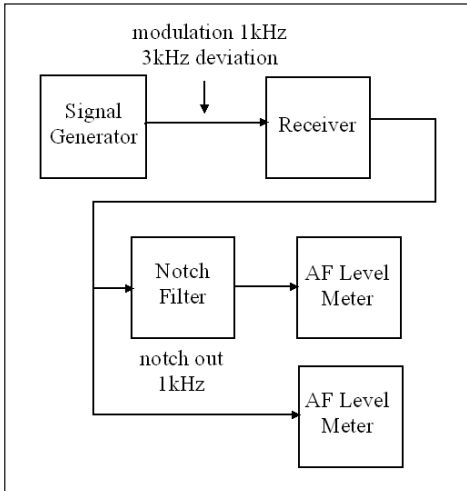 modulation 1kHz
3kHz deviation
Signal
Generator
Receiver
Notch
Filter
AF Level
Meter
notch out
1kHz
AF Level
Meter